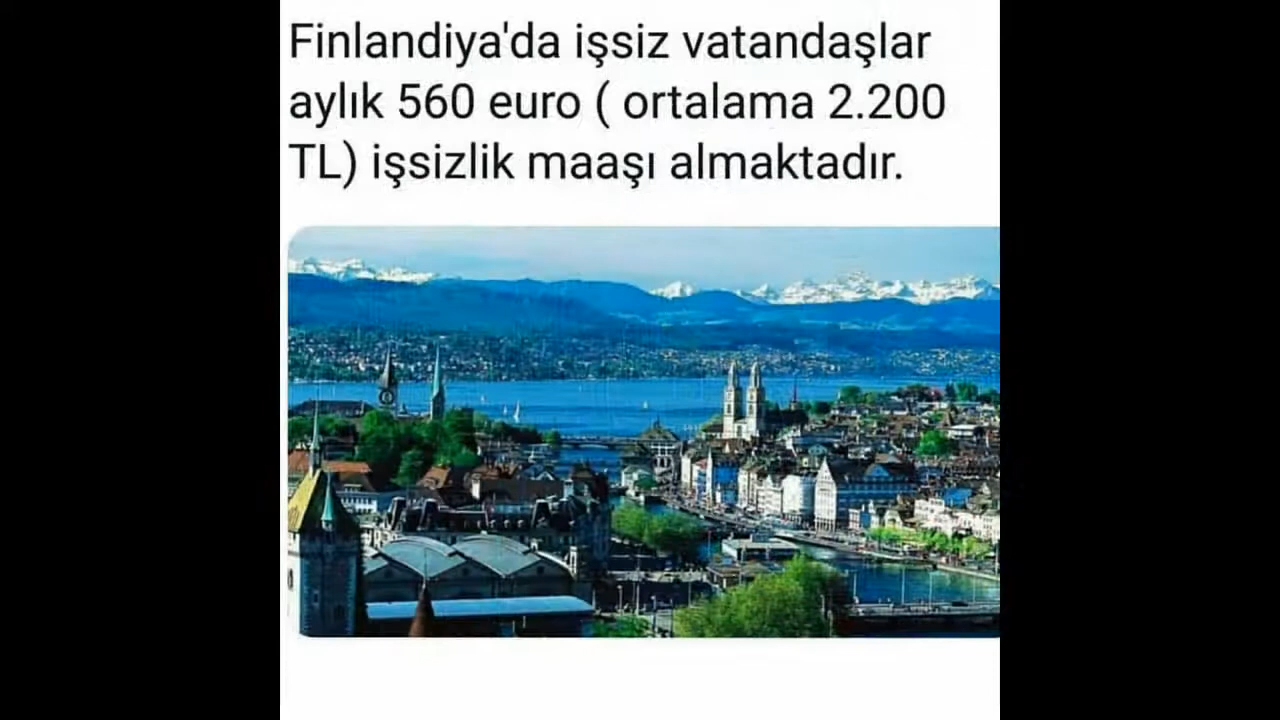 Finlandiya'da işsiz vatandaşlar
aylık 560 euro ( ortalama 2.200
TL) işsizlik maaşı almaktadır.